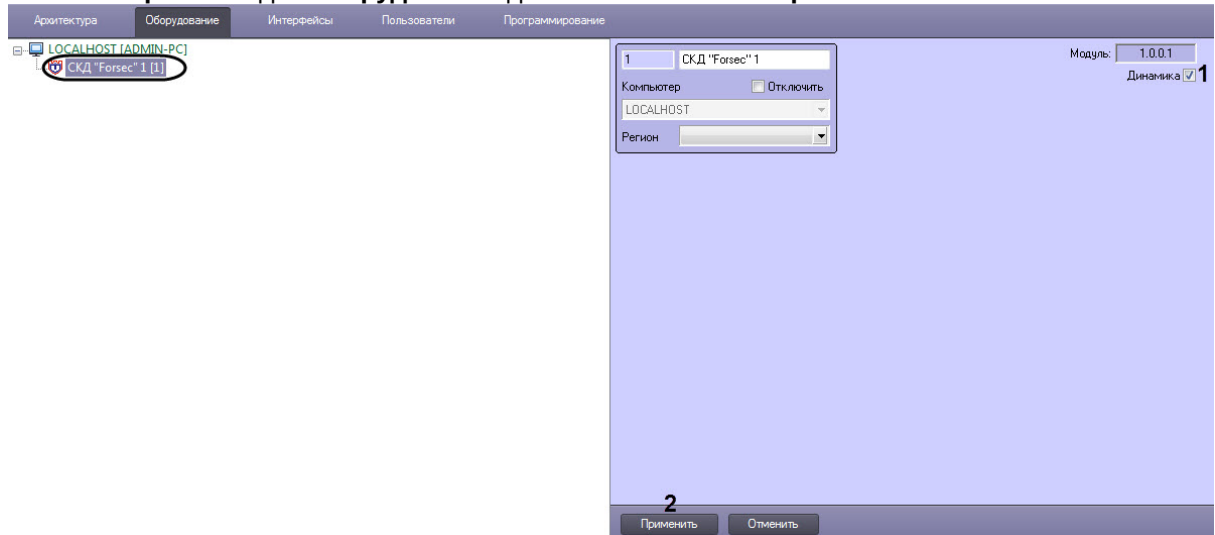 Архитектура Оборудование Интерфейсы Пользователи Программирование
LOCALHOST [ADMIN-PC]
СКД "Forsec" 1 [1]
1 СКД "Forsec" 1
Компьютер Отключить
LOCALHOST
Регион
Модуль: 1.0.0.1
Динамика 1
2
Применить Отменить